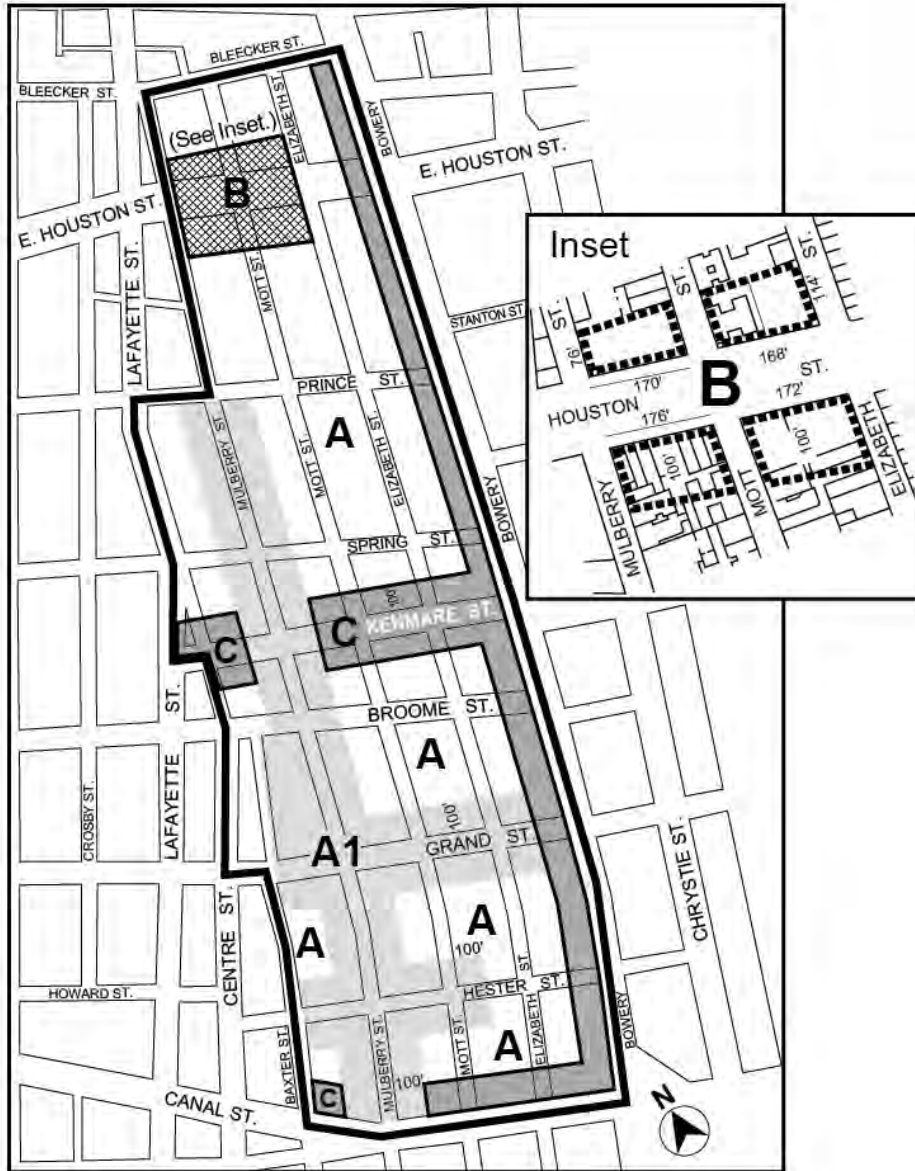 BLEECKER ST.
BLEECKER ST.
(See Inset.)
ELIZABETH ST.
BOWERY
E. HOUSTON ST.
E. HOUSTON ST.
B
LAFAYETTE ST.
MOTT ST.
STANTON ST.
PRINCE ST.
A
MULBERRY ST.
MOTT ST.
ELIZABETH ST.
BOWERY
SPRING ST.
100'
KENMARE ST.
C
C
LAFAYETTE ST.
BROOME ST.
A
CROSBY ST.
100'
GRAND ST.
A1
CHRYSTIE ST.
CENTRE ST.
A
A
100'
HOWARD ST.
HESTER ST.
BAXTER ST.
MULBERRY ST.
MOTT ST.
ELIZABETH ST.
A
BOWERY
C
100'
CANAL ST.
N
Inset
ST.
ST.
ST.
76'
114'
170'
168'
B
HOUSTON ST.
176'
172'
100'
100'
MULBERRY
MOTT
ELIZABETH